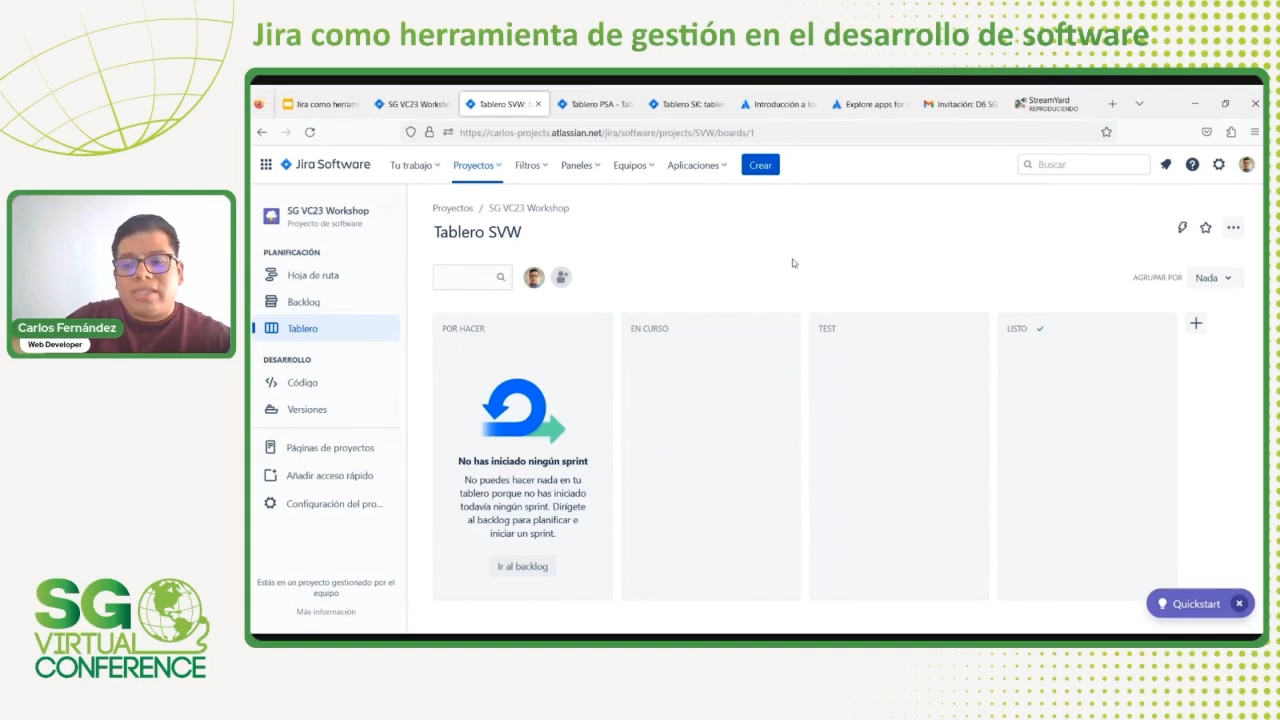 Jira como herramienta de gestión en el desarrollo de software
Jira como herram
SG VC23 Worksho
Tablero SVW: t
Tablero PSA - Tab
Tablero SK: tabler
Introducción a lo
Explore apps for
Invitación: D6 SG
StreamYard
REPRODUCIENDO
https://carlos-projects.atlassian.net/jira/software/projects/SVW/boards/1
Jira Software
Tu trabajo
Proyectos
Filtros
Paneles
Equipos
Aplicaciones
Crear
Buscar
SG VC23 Workshop
Proyecto de software
PLANIFICACIÓN
Hoja de ruta
Backlog
Tablero
DESARROLLO
Código
Versiones
Páginas de proyectos
Añadir acceso rápido
Configuración del pro...
Estás en un proyecto gestionado por el
equipo
Más información
Proyectos / SG VC23 Workshop
Tablero SVW
AGRUPAR POR
Nada
POR HACER
EN CURSO
TEST
LISTO
No has iniciado ningún sprint
No puedes hacer nada en tu
tablero porque no has iniciado
todavía ningún sprint. Dirígete
al backlog para planificar e
iniciar un sprint.
Ir al backlog
Quickstart
Carlos Fernández
Web Developer
SG
VIRTUAL
CONFERENCE